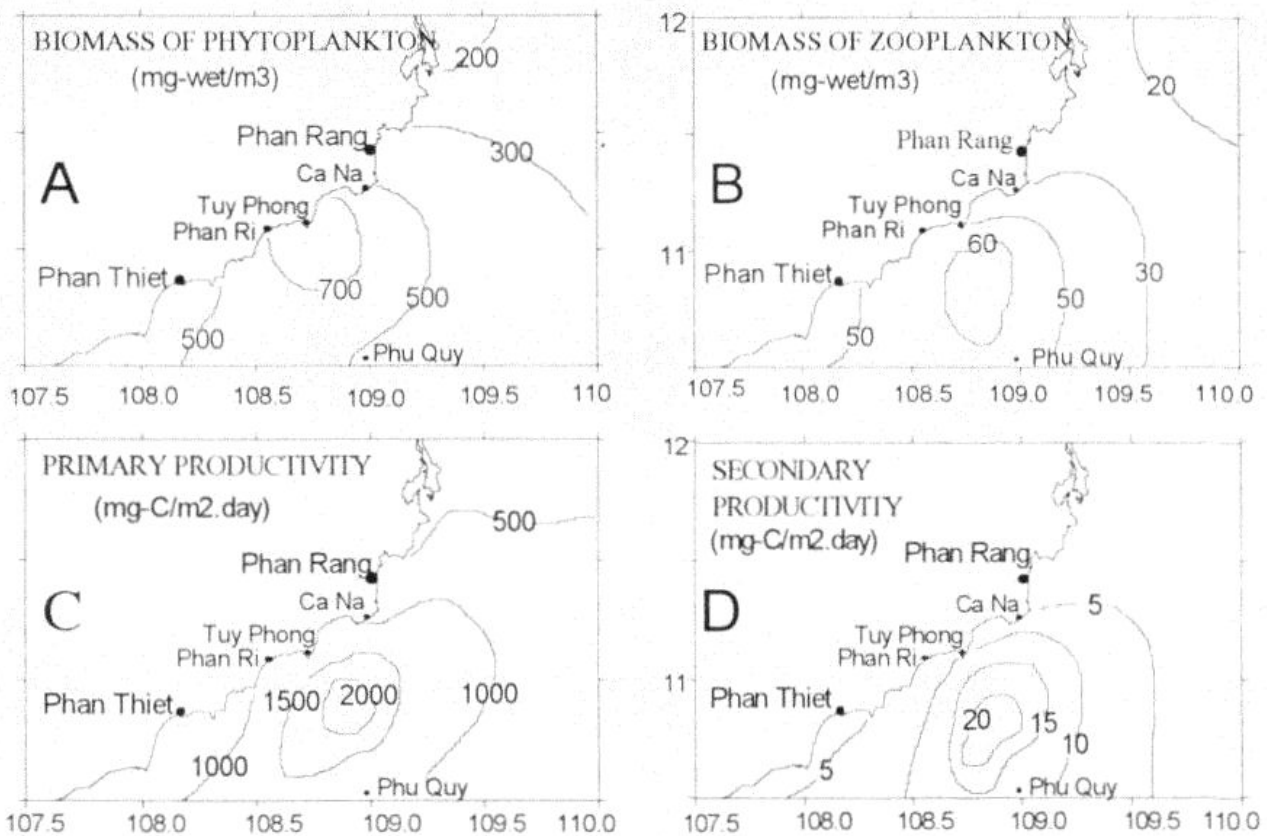 BIOMASS OF PHYTOPLANKTON
(mg-wet/m3)
200
Phan Rang
300
A
Ca Na
Tuy Phong
Phan Ri
Phan Thiet
700
500
500
Phu Quy
107.5 108.0 108.5 109.0 109.5 110.0
12
BIOMASS OF ZOOPLANKTON
(mg-wet/m3)
20
Phan Rang
B
Ca Na
Tuy Phong
Phan Ri
60
11
Phan Thiet
30
50
50
Phu Quy
107.5 108.0 108.5 109.0 109.5 110.0
PRIMARY PRODUCTIVITY
(mg-C/m2.day)
500
Phan Rang
C
Ca Na
Tuy Phong
Phan Ri
Phan Thiet
1500
2000
1000
1000
Phu Quy
107.5 108.0 108.5 109.0 109.5 110.0
12
SECONDARY
PRODUCTIVITY
(mg-C/m2.day)
Phan Rang
D
Ca Na
5
Tuy Phong
Phan Ri
11
Phan Thiet
20
15
10
5
Phu Quy
107.5 108.0 108.5 109.0 109.5 110.0